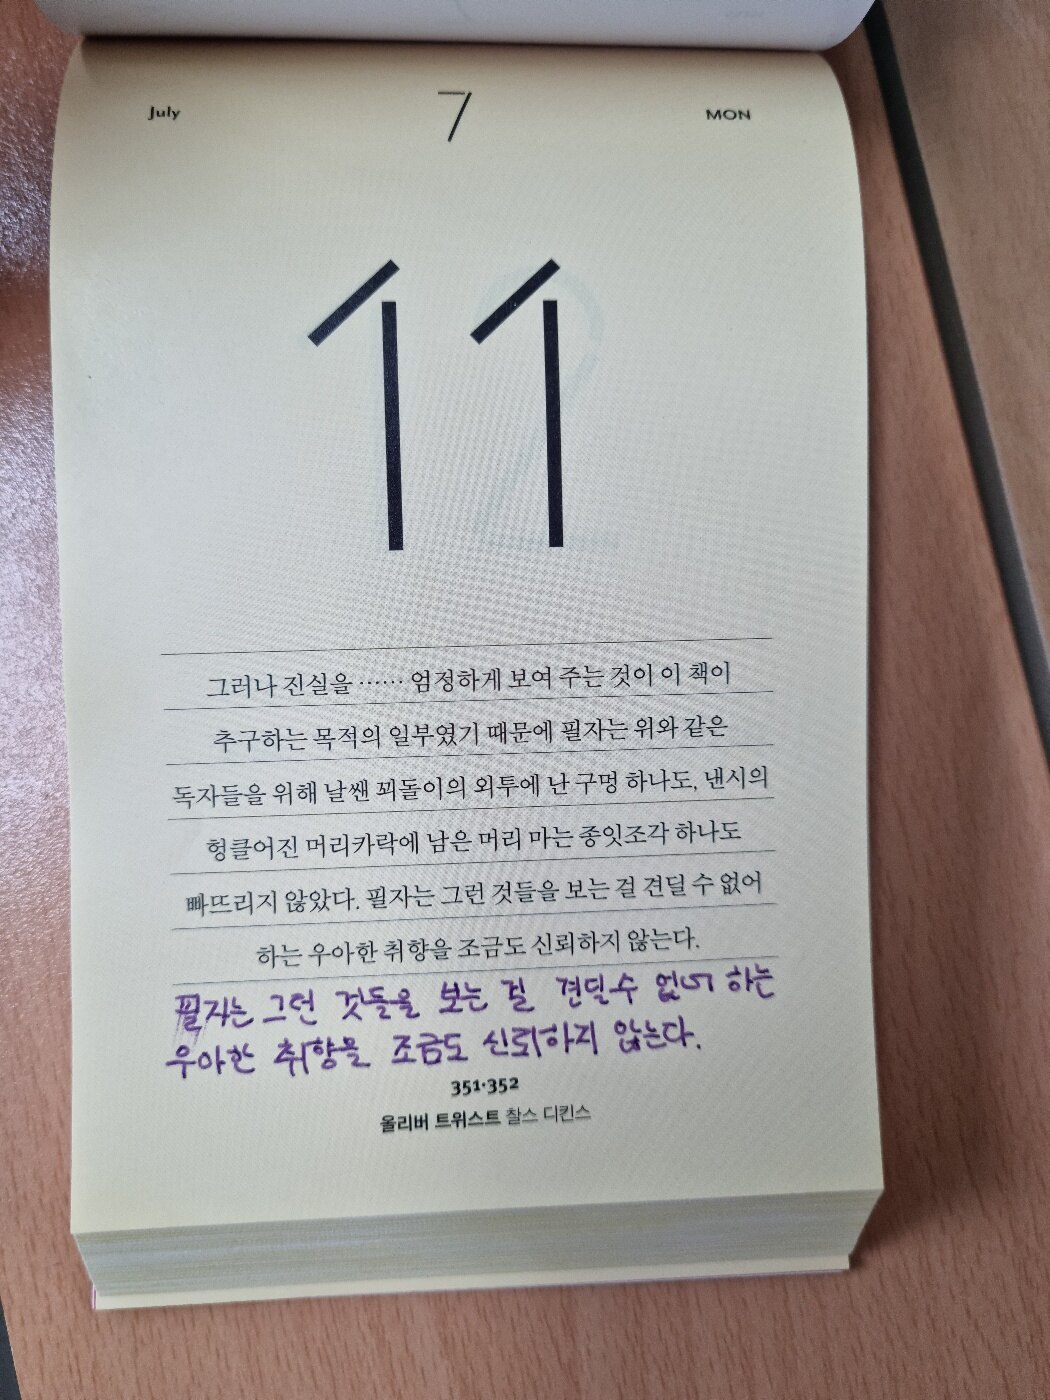 July 7 MON
11
그러나 진실을 …… 엄정하게 보여 주는 것이 이 책이
추구하는 목적의 일부였기 때문에 필자는 위와 같은
독자들을 위해 날쌘 꾀돌이의 외투에 난 구멍 하나도, 낸시의
헝클어진 머리카락에 남은 머리 마는 종잇조각 하나도
빠뜨리지 않았다. 필자는 그런 것들을 보는 걸 견딜 수 없어
하는 우아한 취향을 조금도 신뢰하지 않는다.
필자는 그런 것들을 보는 걸 견딜 수 없어 하는
우아한 취향을 조금도 신뢰하지 않는다.
351·352
올리버 트위스트 찰스 디킨스